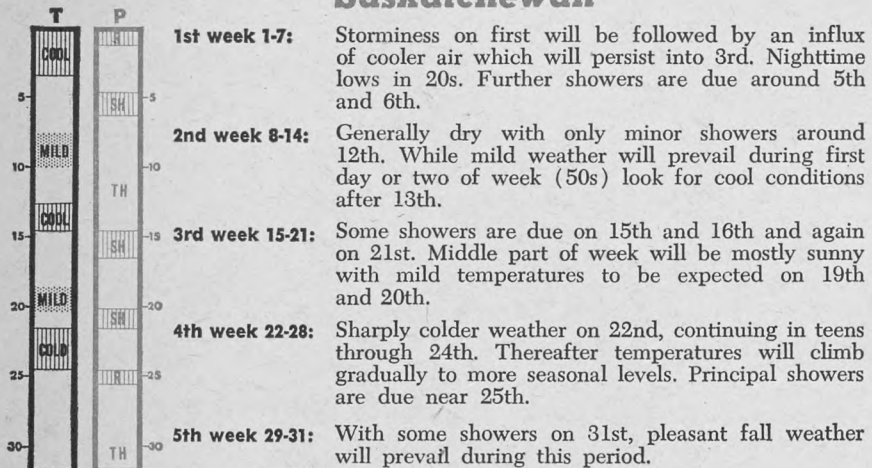 Saskatchewan
T P
1st week 1-7: Storminess on first will be followed by an influx
of cooler air which will persist into 3rd. Nighttime
lows in 20s. Further showers are due around 5th
and 6th.
2nd week 8-14: Generally dry with only minor showers around
12th. While mild weather will prevail during first
day or two of week (50s) look for cool conditions
after 13th.
3rd week 15-21: Some showers are due on 15th and 16th and again
on 21st. Middle part of week will be mostly sunny
with mild temperatures to be expected on 19th
and 20th.
4th week 22-28: Sharply colder weather on 22nd, continuing in teens
through 24th. Thereafter temperatures will climb
gradually to more seasonal levels. Principal showers
are due near 25th.
5th week 29-31: With some showers on 31st, pleasant fall weather
will prevail during this period.
COOL R
5 SH 5
MILD
10 10
TH
COOL
15 SH 15
MILD
20 SH 20
COLD
25 R 25
30 TH 30